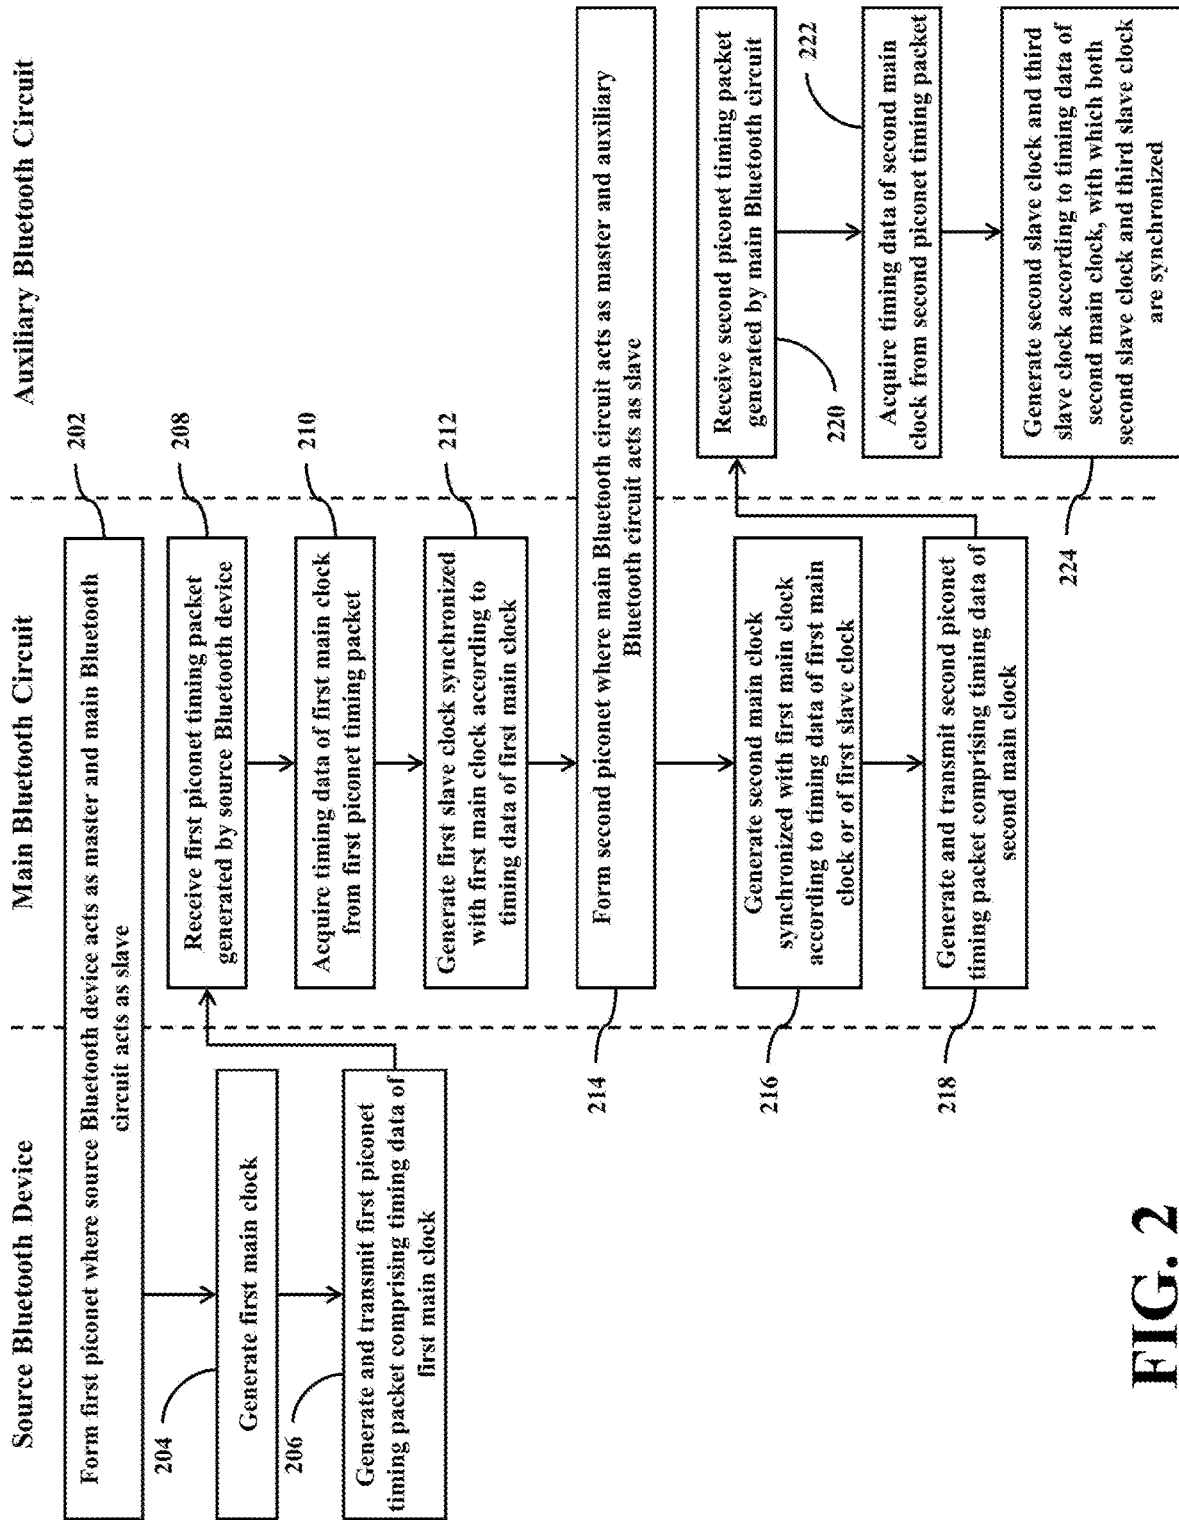 Source Bluetooth Device
Main Bluetooth Circuit
Auxiliary Bluetooth Circuit
Form first piconet where source Bluetooth device acts as master and main Bluetooth
circuit acts as slave
202
204
Generate first main clock
206
Generate and transmit first piconet
timing packet comprising timing data of
first main clock
208
Receive first piconet timing packet
generated by source Bluetooth device
210
Acquire timing data of first main clock
from first piconet timing packet
212
Generate first slave clock synchronized
with first main clock according to
timing data of first main clock
214
Form second piconet where main Bluetooth circuit acts as master and auxiliary
Bluetooth circuit acts as slave
216
Generate second main clock
synchronized with first main clock
according to timing data of first main
clock or of first slave clock
218
Generate and transmit second piconet
timing packet comprising timing data of
second main clock
Receive second piconet timing packet
generated by main Bluetooth circuit
220
222
Acquire timing data of second main
clock from second piconet timing packet
224
Generate second slave clock and third
slave clock according to timing data of
second main clock, with which both
second slave clock and third slave clock
are synchronized
FIG. 2